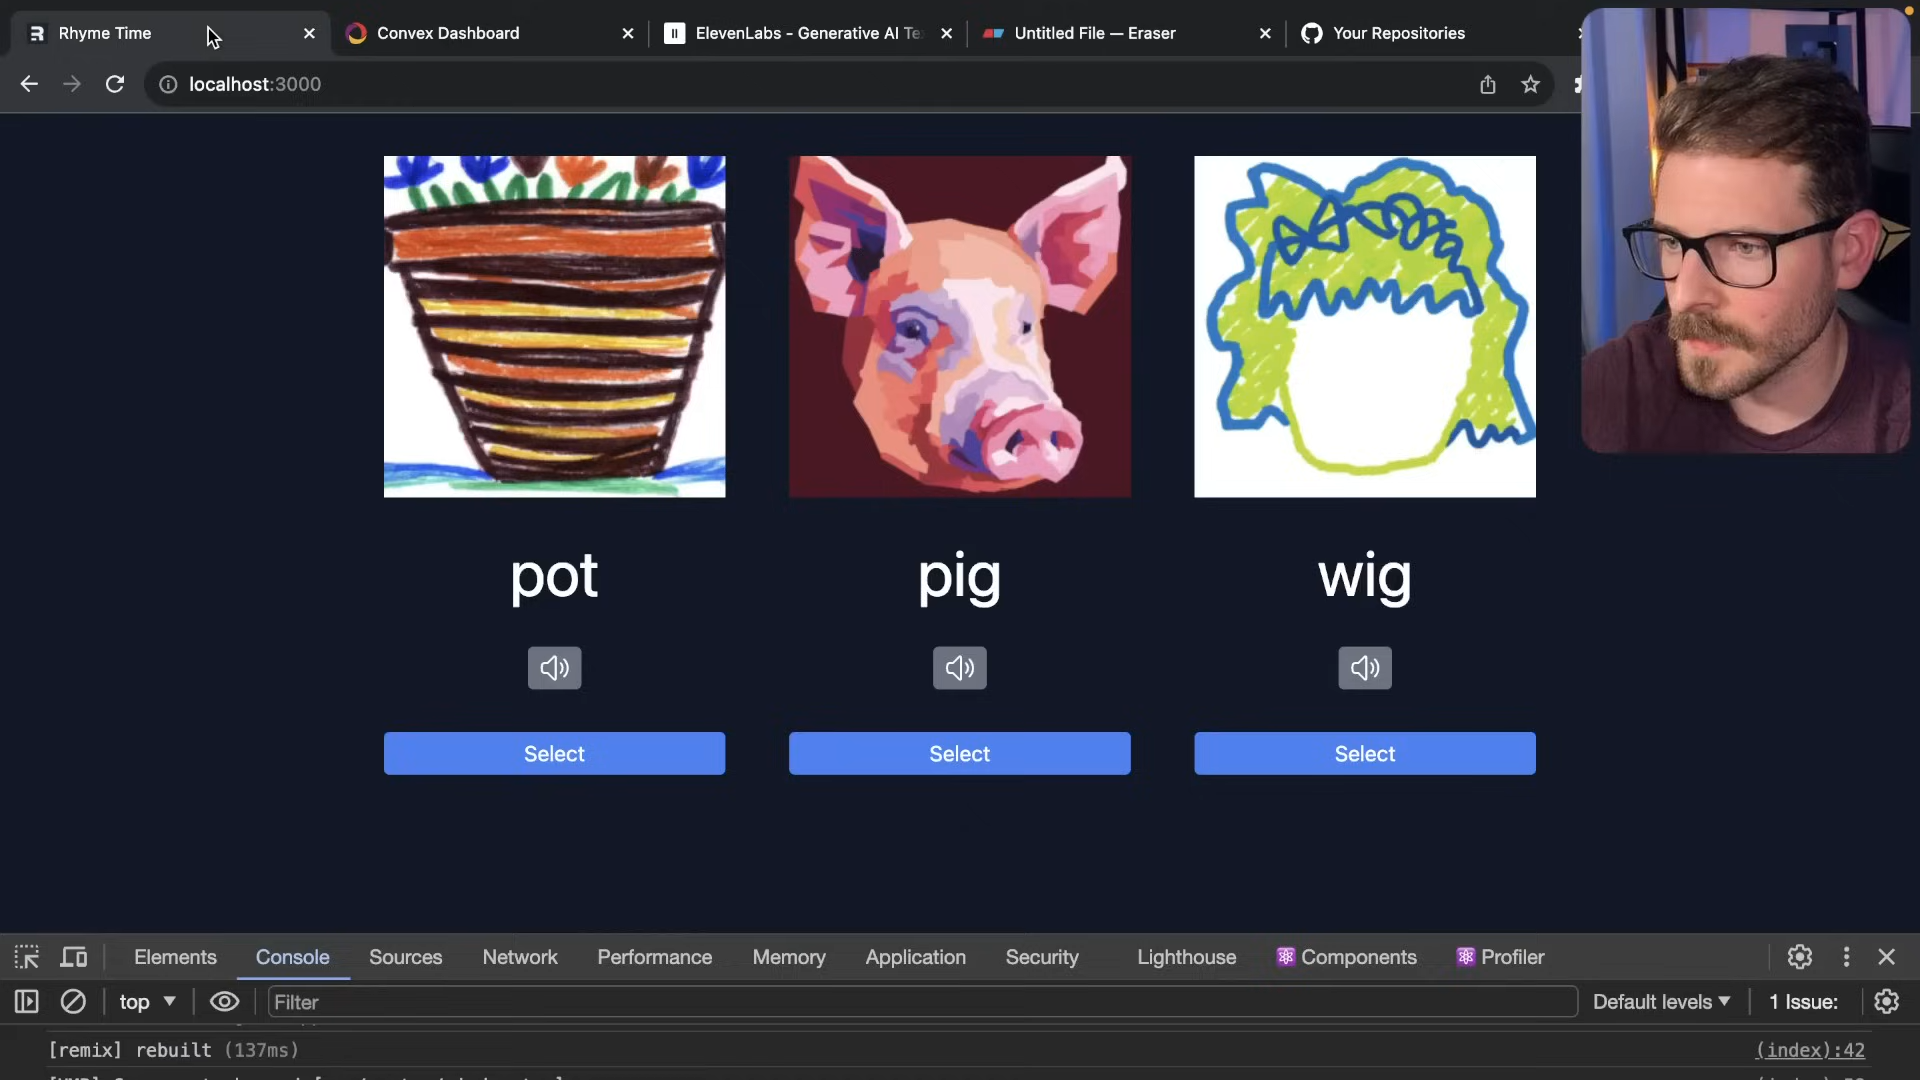 Rhyme Time
Convex Dashboard
ElevenLabs - Generative AI Te
Untitled File — Eraser
Your Repositories
localhost:3000
pot
pig
wig
Select
Select
Select
Elements
Console
Sources
Network
Performance
Memory
Application
Security
Lighthouse
Components
Profiler
top
Filter
Default levels
1 Issue:
[remix] rebuilt (137ms)
(index):42